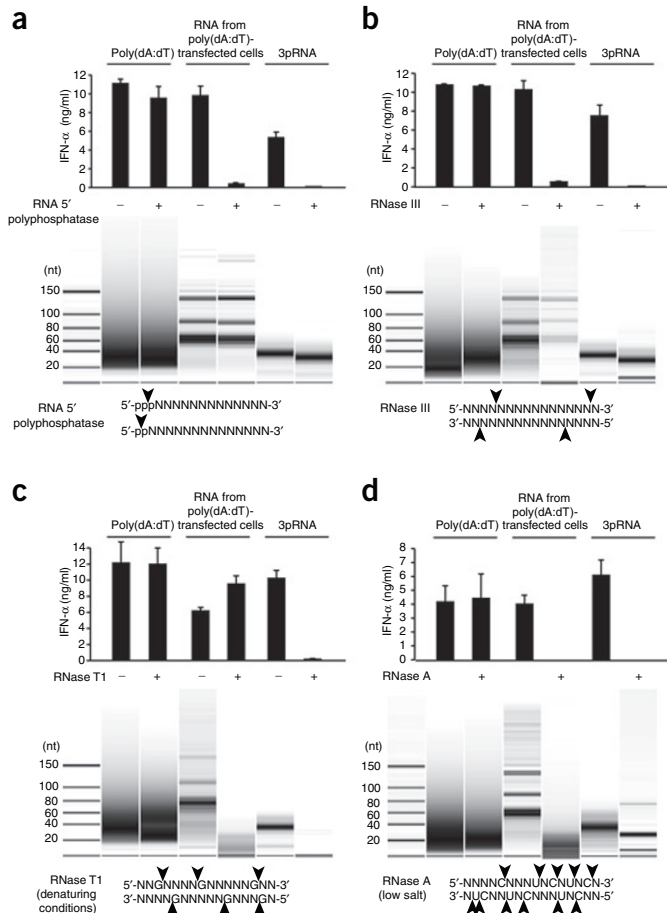 a
Poly(dA:dT)
RNA from
poly(dA:dT)-
transfected cells
3pRNA
IFN-α (ng/ml)
12
10
8
6
4
2
0
RNA 5′
polyphosphatase
– + – + – +
(nt)
150
100
80
60
40
20
RNA 5′
polyphosphatase
5′-pppNNNNNNNNNNNNN-3′
5′-ppNNNNNNNNNNNNN-3′
b
Poly(dA:dT)
RNA from
poly(dA:dT)-
transfected cells
3pRNA
IFN-α (ng/ml)
12
10
8
6
4
2
0
RNase III
– + – + – +
(nt)
150
100
80
60
40
20
RNase III
5′-NNNNNNNNNNNNNNNNN-3′
3′-NNNNNNNNNNNNNNNNN-5′
c
Poly(dA:dT)
RNA from
poly(dA:dT)-
transfected cells
3pRNA
IFN-α (ng/ml)
14
12
10
8
6
4
2
0
RNase T1
– + – + – +
(nt)
150
100
80
60
40
20
RNase T1
(denaturing
conditions)
5′-NNGNNNNGNNNNNNGNN-3′
3′-NNNNGNNNNNGNNNGNN-5′
d
Poly(dA:dT)
RNA from
poly(dA:dT)-
transfected cells
3pRNA
IFN-α (ng/ml)
8
7
6
5
4
3
2
1
0
RNase A
+ + +
(nt)
150
100
80
60
40
20
RNase A
(low salt)
5′-NNNNNCNNNUNCNUNCN-3′
3′-NUCNNUNCNNNUNCNN-5′